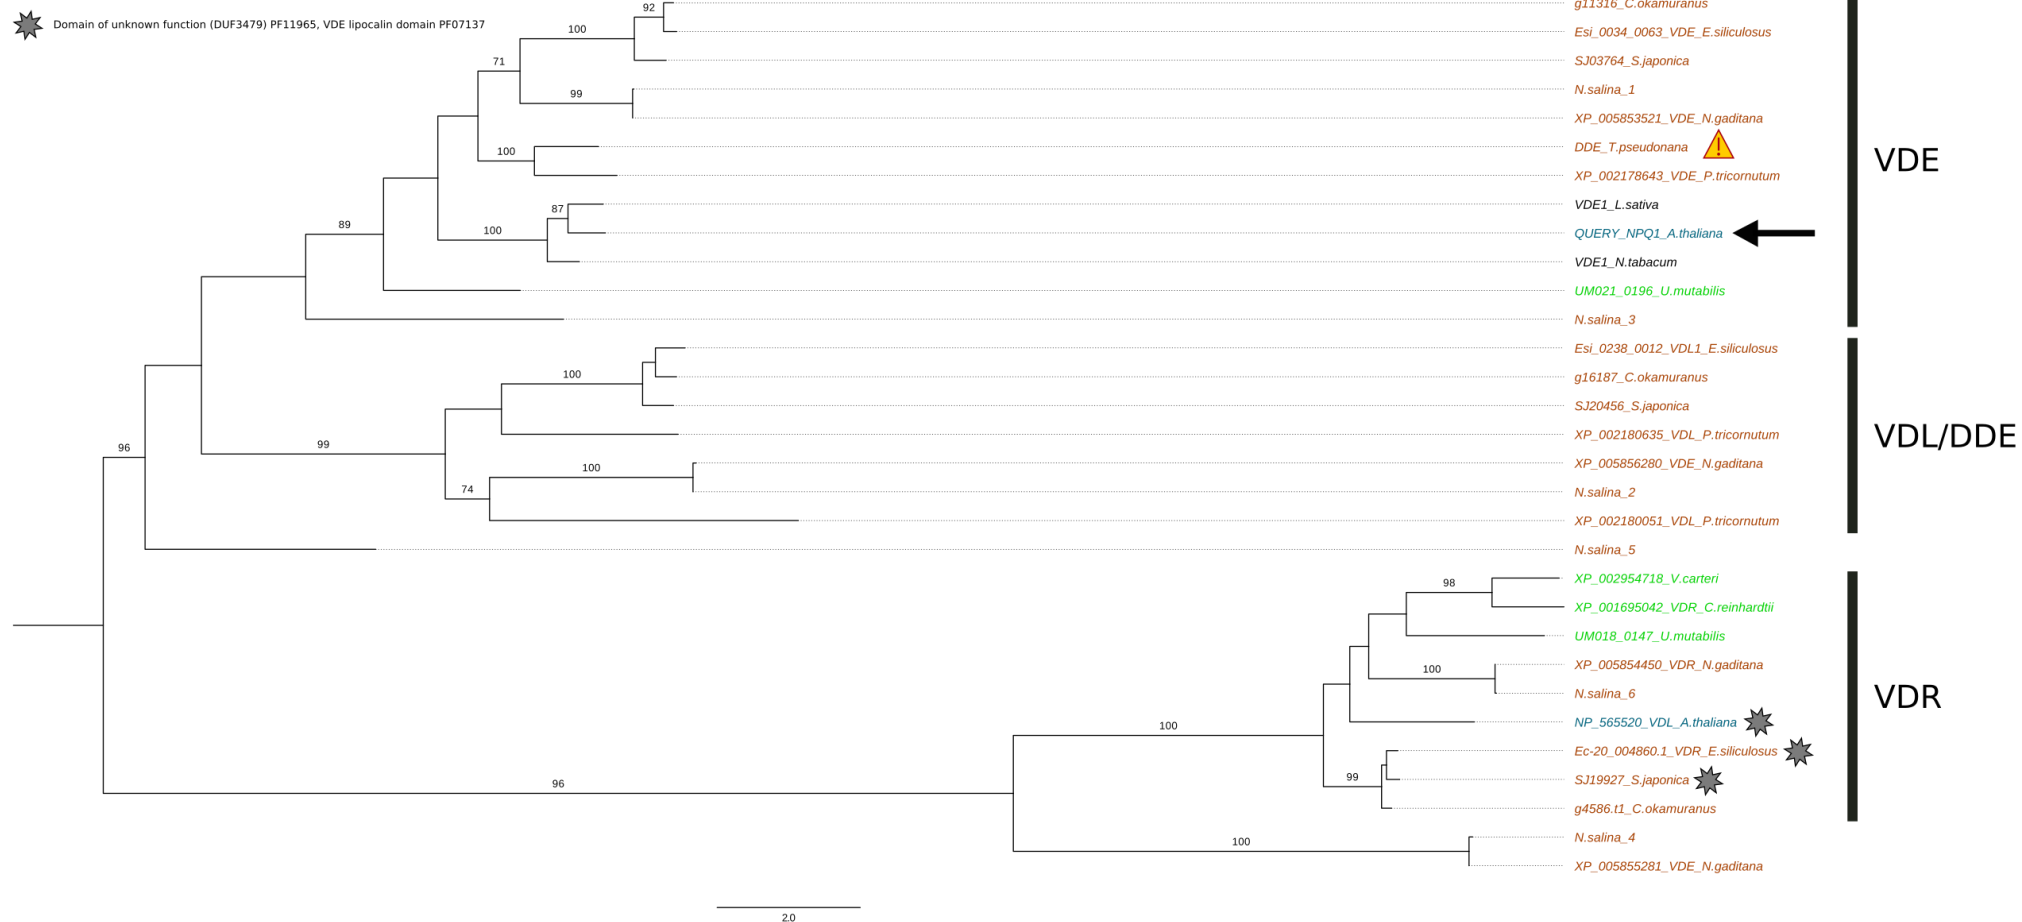 Domain of unknown function (DUF3479) PF11965, VDE lipocalin domain PF07137
92
g11316_C.okamuranus
100
Esi_0034_0063_VDE_E.siliculosus
71
SJ03764_S.japonica
99
N.salina_1
XP_005853521_VDE_N.gaditana
100
DDE_T.pseudonana
VDE
XP_002178643_VDE_P.tricornutum
87
VDE1_L.sativa
89
100
QUERY_NPQ1_A.thaliana
VDE1_N.tabacum
UM021_0196_U.mutabilis
N.salina_3
Esi_0238_0012_VDL1_E.siliculosus
100
g16187_C.okamuranus
SJ20456_S.japonica
96
99
XP_002180635_VDL_P.tricornutum
VDL/DDE
100
XP_005856280_VDE_N.gaditana
74
N.salina_2
XP_002180051_VDL_P.tricornutum
N.salina_5
98
XP_002954718_V.carteri
XP_001695042_VDR_C.reinhardtii
UM018_0147_U.mutabilis
100
XP_005854450_VDR_N.gaditana
N.salina_6
VDR
100
NP_565520_VDL_A.thaliana
Ec-20_004860.1_VDR_E.siliculosus
96
99
SJ19927_S.japonica
g4586.t1_C.okamuranus
100
N.salina_4
XP_005855281_VDE_N.gaditana
2.0